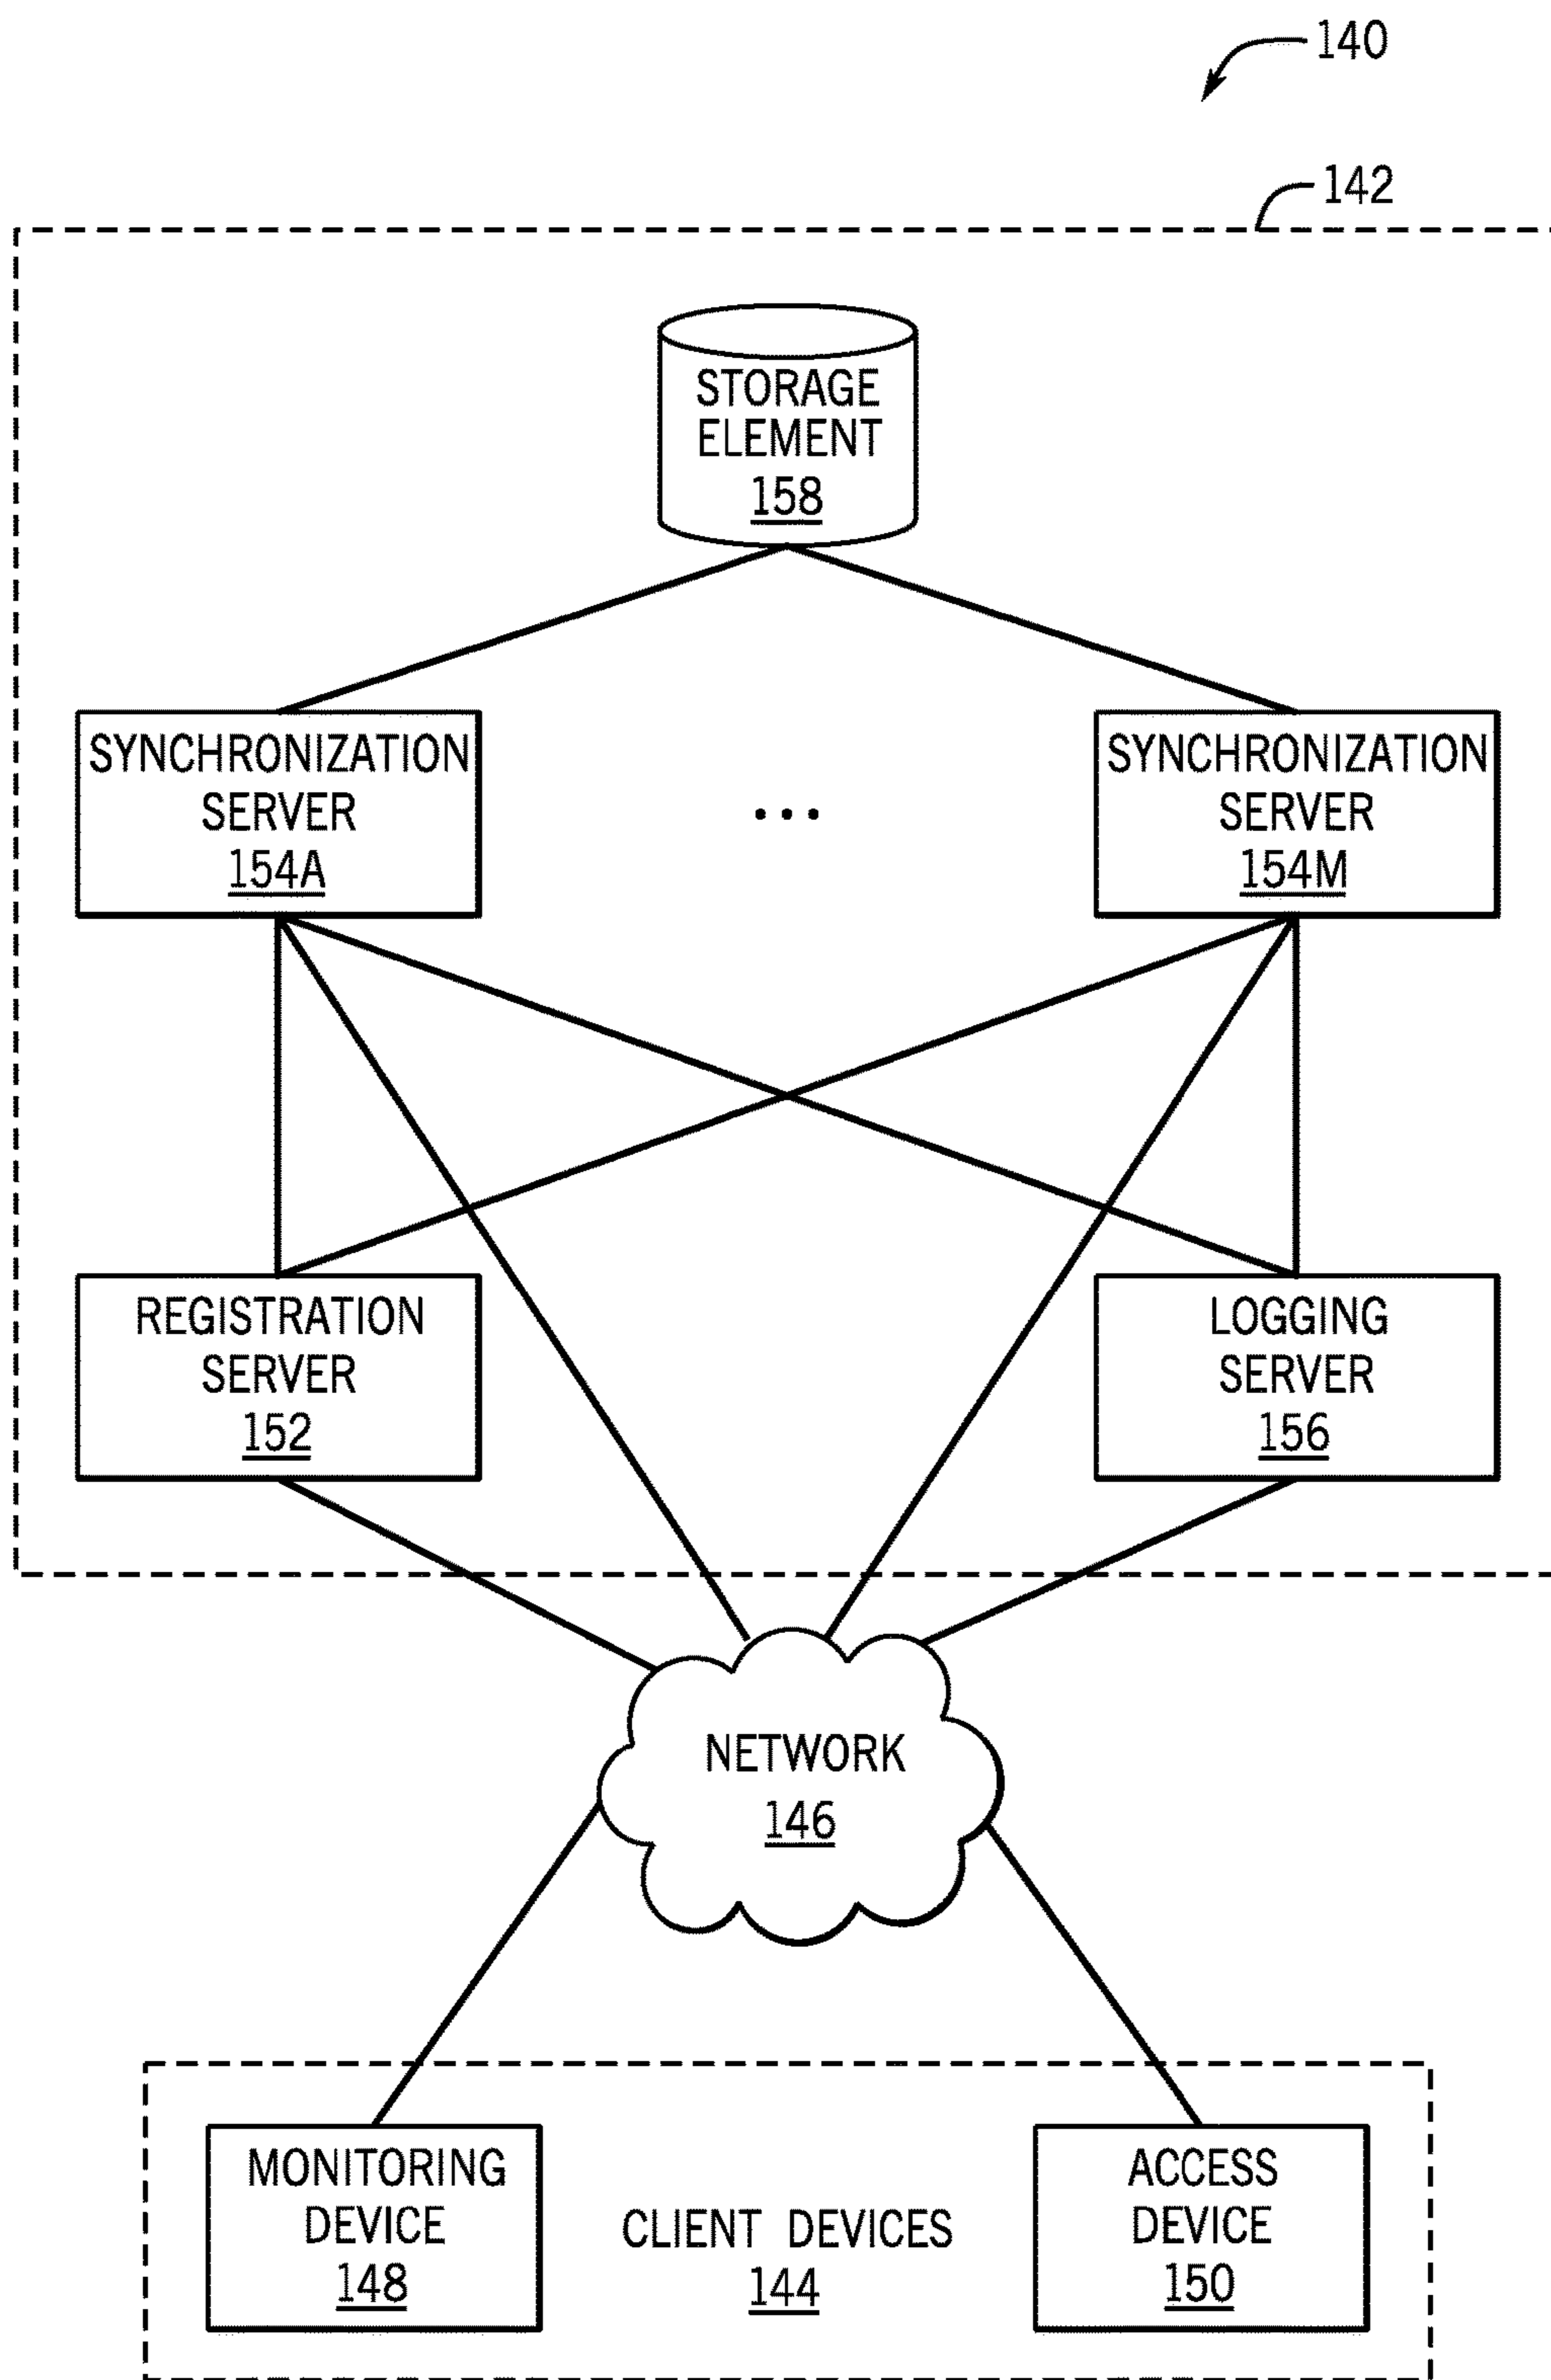 140
142
STORAGE
ELEMENT
158
SYNCHRONIZATION
SERVER
154A
...
SYNCHRONIZATION
SERVER
154M
REGISTRATION
SERVER
152
LOGGING
SERVER
156
NETWORK
146
MONITORING
DEVICE
148
CLIENT DEVICES
144
ACCESS
DEVICE
150